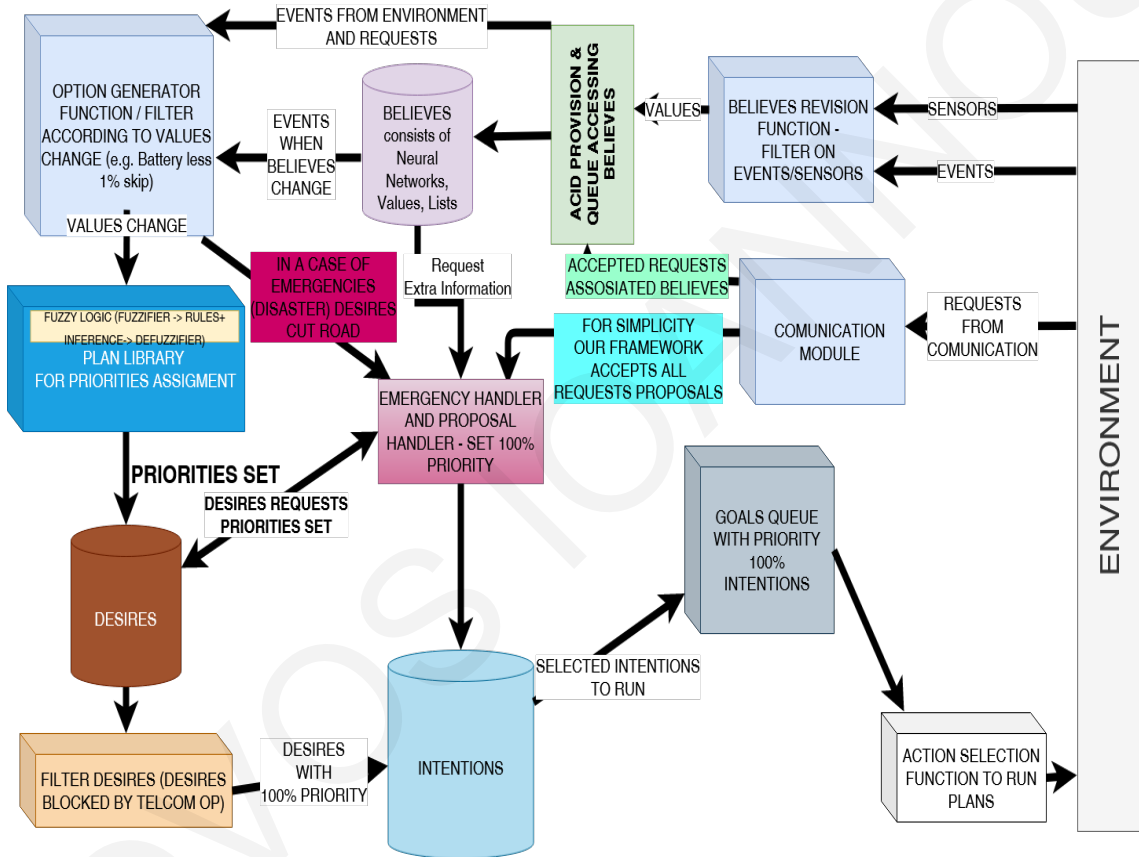 EVENTS FROM ENVIRONMENT
AND REQUESTS
OPTION GENERATOR
FUNCTION / FILTER
ACCORDING TO VALUES
CHANGE (e.g. Battery less
1% skip)
EVENTS
WHEN
BELIEVES
CHANGE
BELIEVES
consists of
Neural
Networks,
Values, Lists
ACID PROVISION &
QUEUE ACCESSING
BELIEVES
VALUES
BELIEVES REVISION
FUNCTION -
FILTER ON
EVENTS/SENSORS
SENSORS
EVENTS
VALUES CHANGE
IN A CASE OF
EMERGENCIES
(DISASTER) DESIRES
CUT ROAD
Request
Extra Information
ACCEPTED REQUESTS
ASSOSIATED BELIEVES
FOR SIMPLICITY
OUR FRAMEWORK
ACCEPTS ALL
REQUESTS PROPOSALS
COMUNICATION
MODULE
REQUESTS
FROM
COMUNICATION
ENVIRONMENT
FUZZY LOGIC (FUZZIFIER -> RULES+
INFERENCE-> DEFUZZIFIER)
PLAN LIBRARY
FOR PRIORITIES ASSIGMENT
EMERGENCY HANDLER
AND PROPOSAL
HANDLER - SET 100%
PRIORITY
PRIORITIES SET
DESIRES REQUESTS
PRIORITIES SET
GOALS QUEUE
WITH PRIORITY
100%
INTENTIONS
DESIRES
SELECTED INTENTIONS
TO RUN
FILTER DESIRES (DESIRES
BLOCKED BY TELCOM OP)
DESIRES
WITH
100% PRIORITY
INTENTIONS
ACTION SELECTION
FUNCTION TO RUN
PLANS